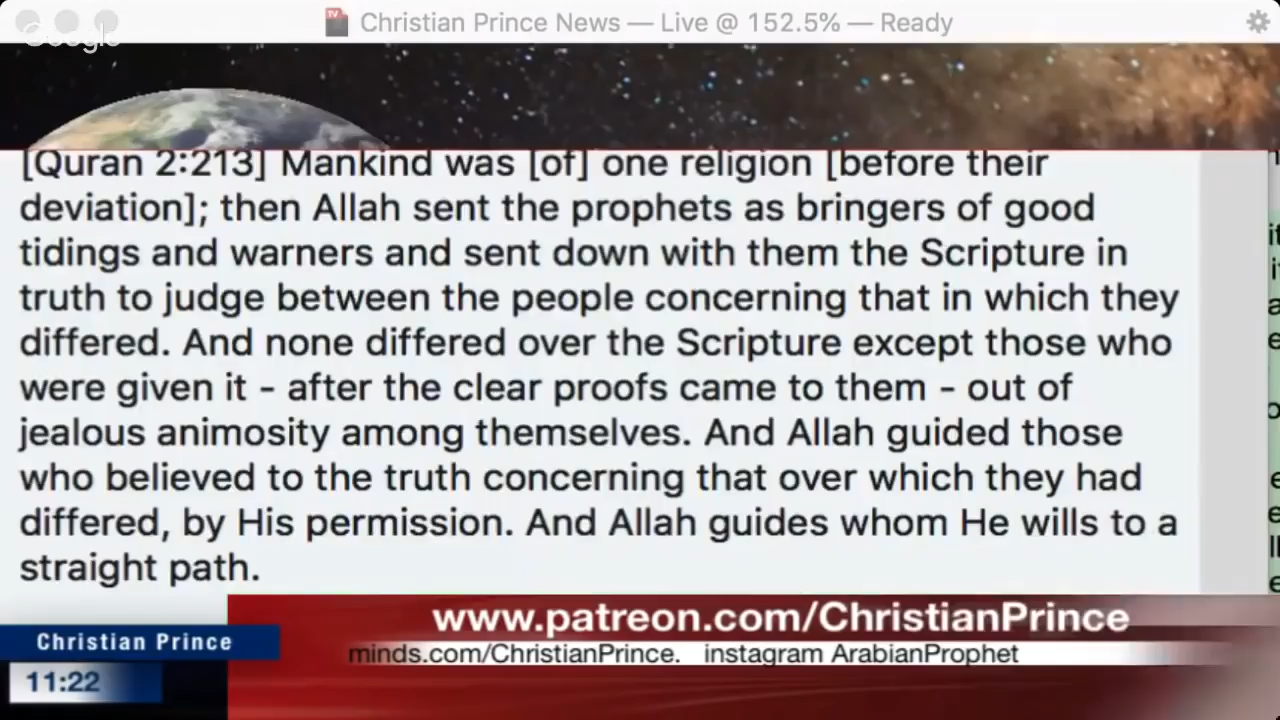 Christian Prince News — Live @ 152.5% — Ready
Google
[Quran 2:213] Mankind was [of] one religion [before their
deviation]; then Allah sent the prophets as bringers of good
tidings and warners and sent down with them the Scripture in
truth to judge between the people concerning that in which they
differed. And none differed over the Scripture except those who
were given it - after the clear proofs came to them - out of
jealous animosity among themselves. And Allah guided those
who believed to the truth concerning that over which they had
differed, by His permission. And Allah guides whom He wills to a
straight path.
www.patreon.com/ChristianPrince
Christian Prince
minds.com/ChristianPrince. instagram ArabianProphet
11:22